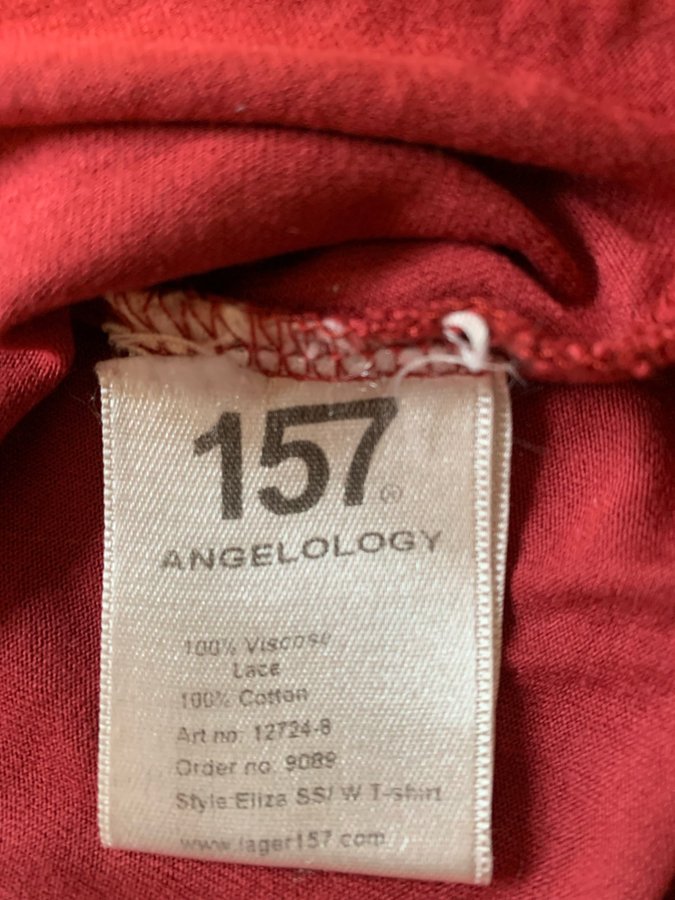 157®
ANGELOLOGY
100% Viscose
Lace
100% Cotton
Art no: 12724-8
Order no: 9089
Style:Eliza SS/ W T-shirt
www.lager157.com